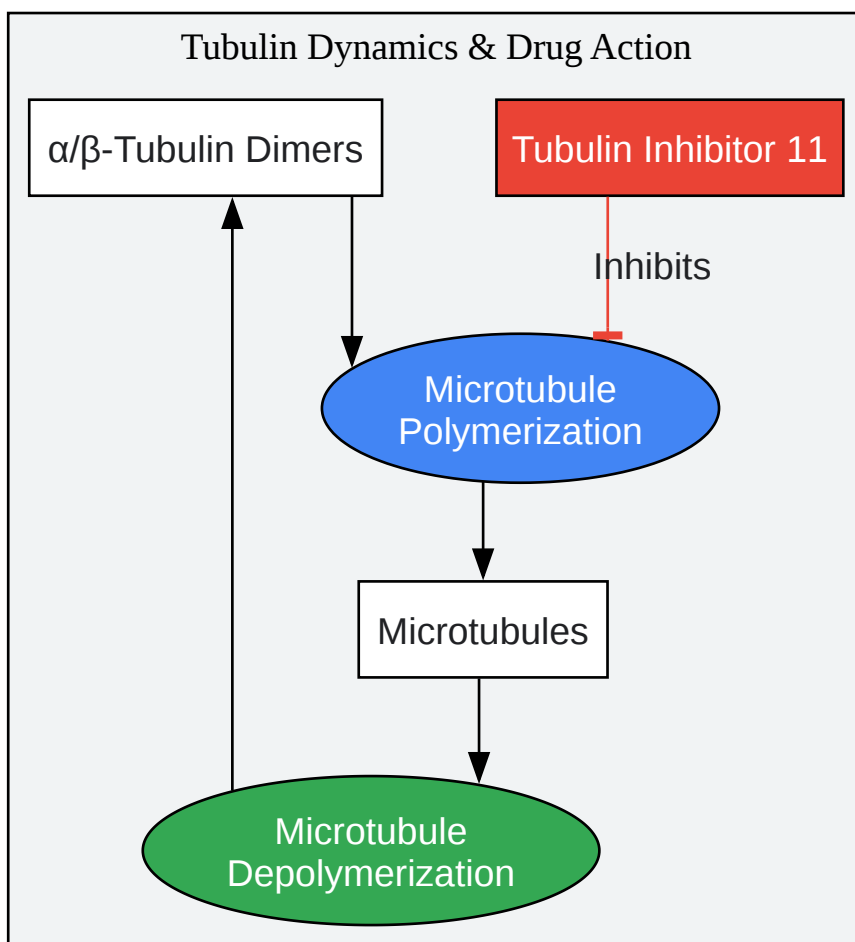 Tubulin Dynamics & Drug Action
α/β-Tubulin Dimers
Tubulin Inhibitor 11
Inhibits
Microtubule
Polymerization
Microtubules
Microtubule
Depolymerization